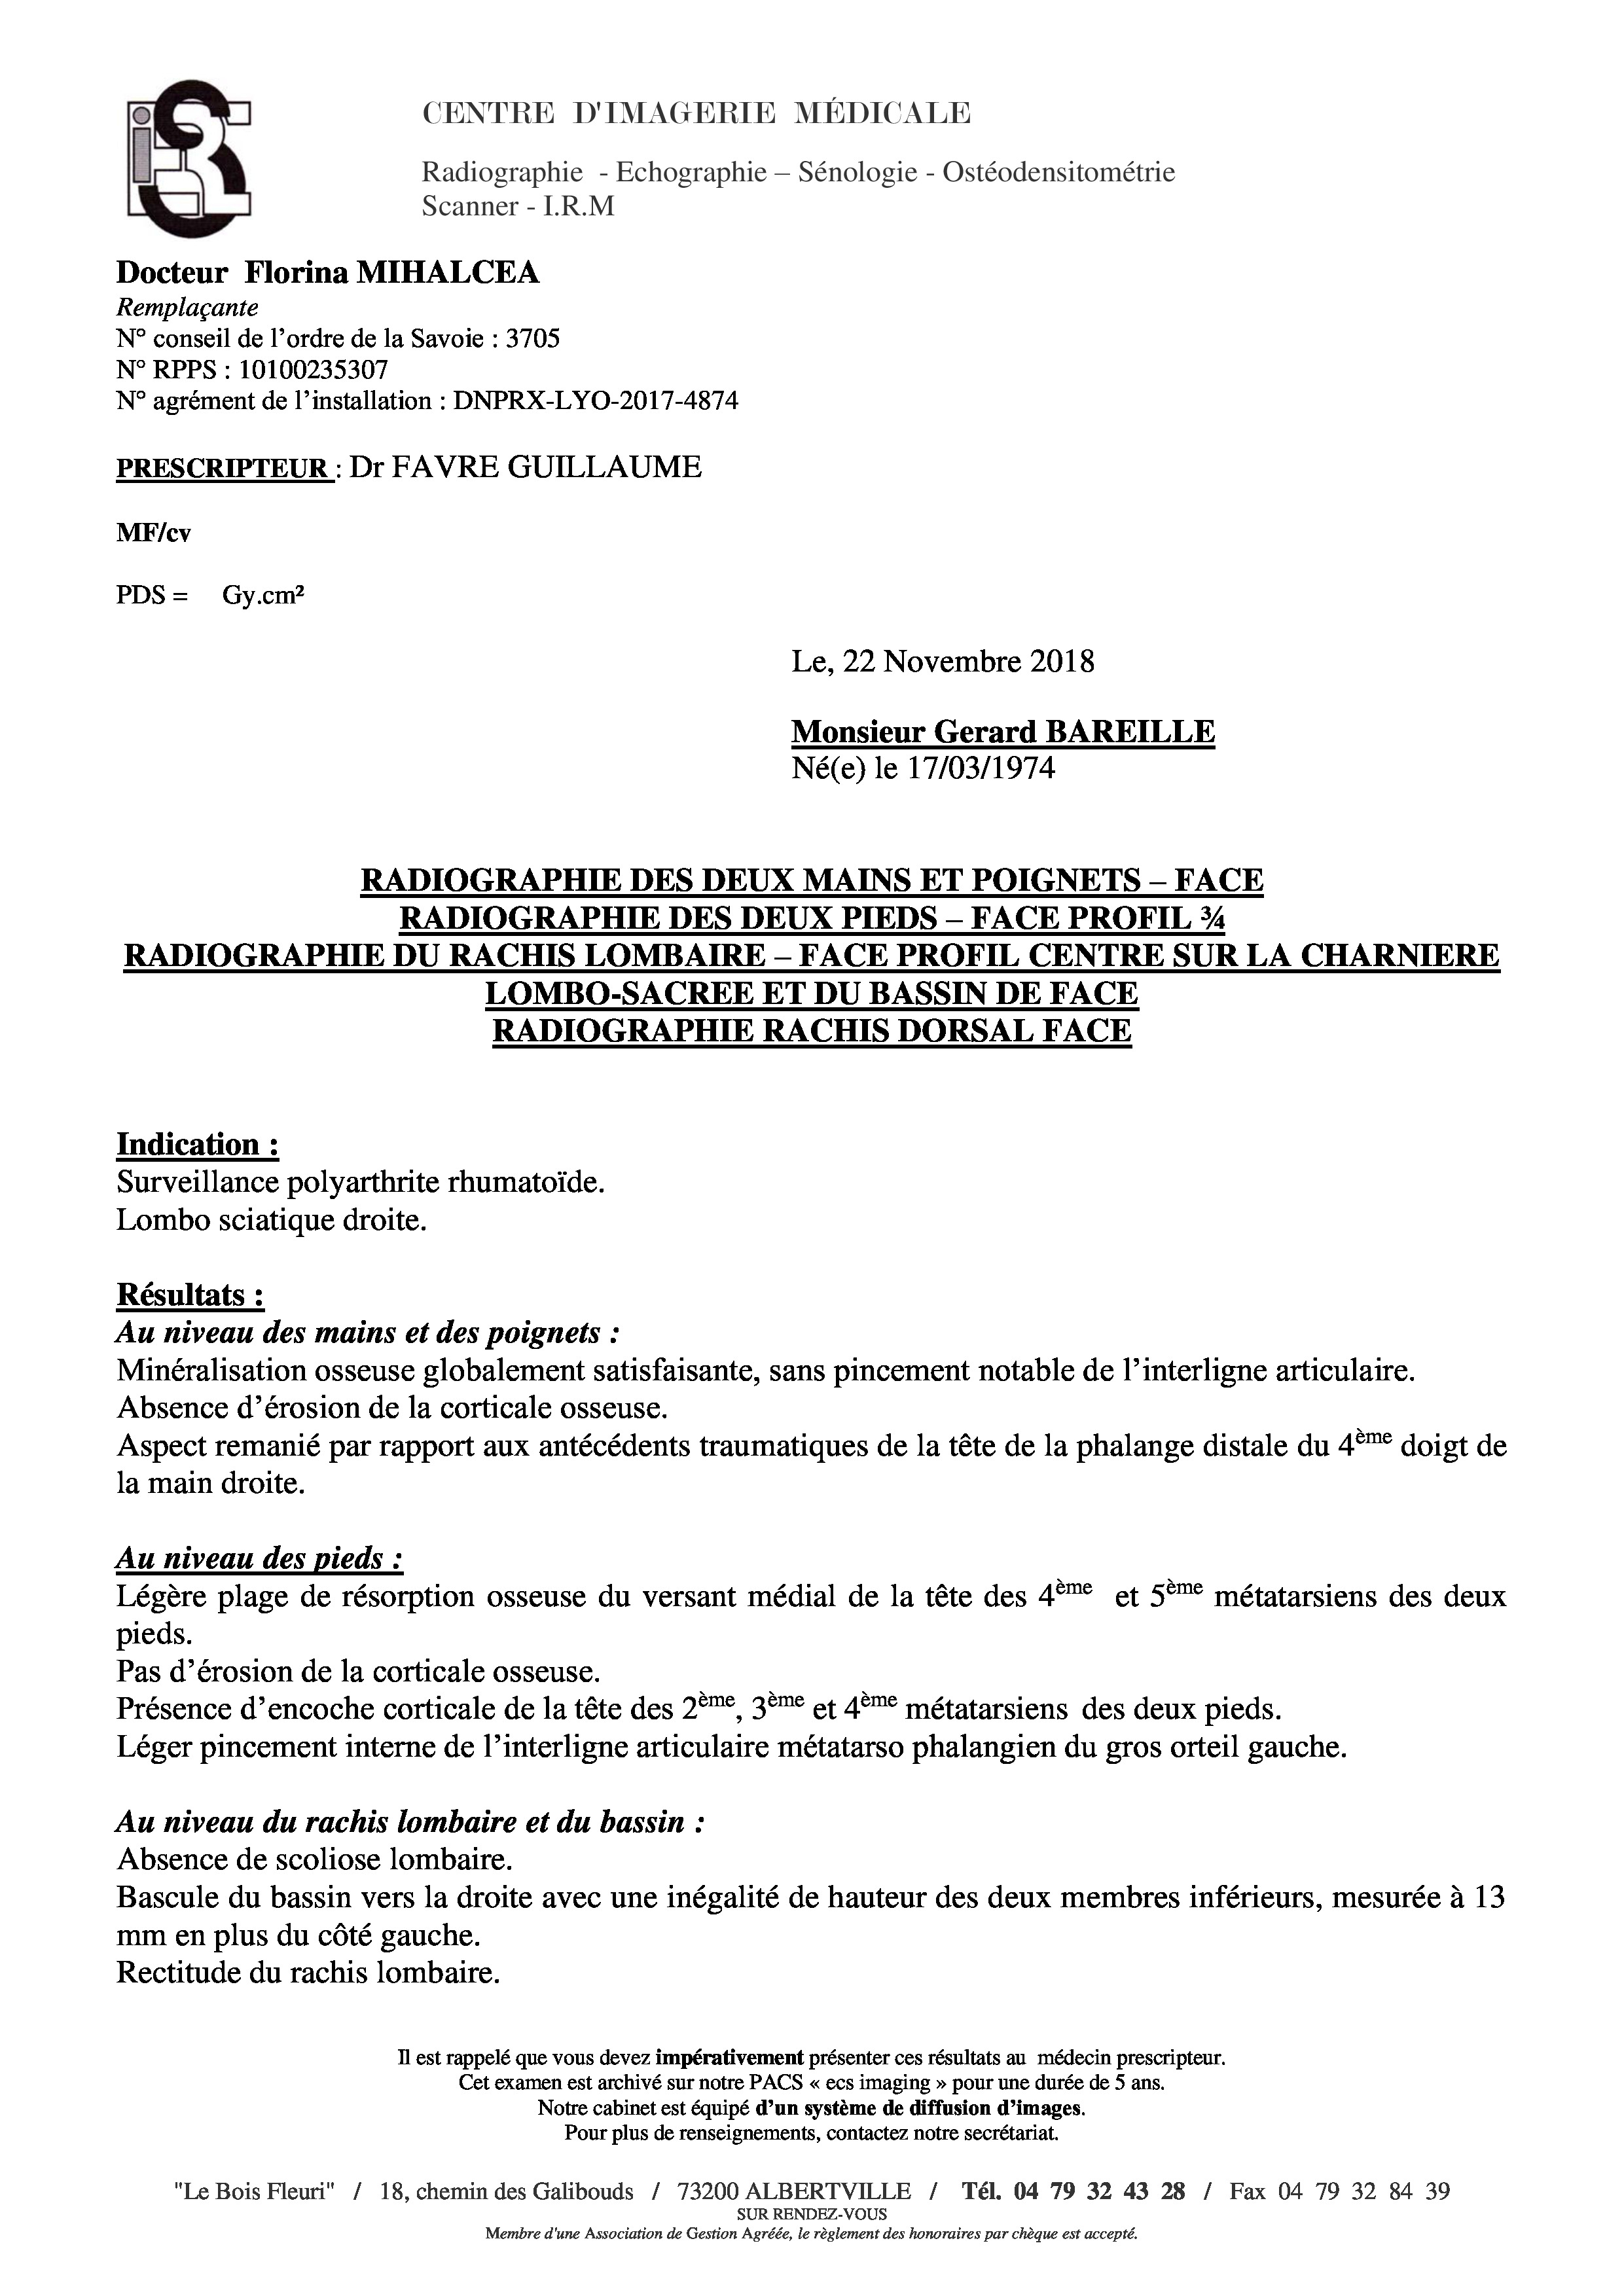 CENTRE D'IMAGERIE MÉDICALE
Radiographie - Echographie – Sénologie - Ostéodensitométrie
Scanner - I.R.M
Docteur Florina MIHALCEA
Remplaçante
N° conseil de l'ordre de la Savoie : 3705
N° RPPS : 10100235307
N° agrément de l'installation : DNPRX-LYO-2017-4874
PRESCRIPTEUR : Dr FAVRE GUILLAUME
MF/cv
PDS = Gy.cm²
Le, 22 Novembre 2018
Monsieur Gerard BAREILLE
Né(e) le 17/03/1974
RADIOGRAPHIE DES DEUX MAINS ET POIGNETS – FACE
RADIOGRAPHIE DES DEUX PIEDS – FACE PROFIL ¾
RADIOGRAPHIE DU RACHIS LOMBAIRE – FACE PROFIL CENTRE SUR LA CHARNIERE
LOMBO-SACREE ET DU BASSIN DE FACE
RADIOGRAPHIE RACHIS DORSAL FACE
Indication :
Surveillance polyarthrite rhumatoïde.
Lombo sciatique droite.
Résultats :
Au niveau des mains et des poignets :
Minéralisation osseuse globalement satisfaisante, sans pincement notable de l'interligne articulaire.
Absence d'érosion de la corticale osseuse.
Aspect remanié par rapport aux antécédents traumatiques de la tête de la phalange distale du 4ème doigt de
la main droite.
Au niveau des pieds :
Légère plage de résorption osseuse du versant médial de la tête des 4ème et 5ème métatarsiens des deux
pieds.
Pas d'érosion de la corticale osseuse.
Présence d'encoche corticale de la tête des 2ème, 3ème et 4ème métatarsiens des deux pieds.
Léger pincement interne de l'interligne articulaire métatarso phalangien du gros orteil gauche.
Au niveau du rachis lombaire et du bassin :
Absence de scoliose lombaire.
Bascule du bassin vers la droite avec une inégalité de hauteur des deux membres inférieurs, mesurée à 13
mm en plus du côté gauche.
Rectitude du rachis lombaire.
Il est rappelé que vous devez impérativement présenter ces résultats au médecin prescripteur.
Cet examen est archivé sur notre PACS « ecs imaging » pour une durée de 5 ans.
Notre cabinet est équipé d'un système de diffusion d'images.
Pour plus de renseignements, contactez notre secrétariat.
"Le Bois Fleuri" / 18, chemin des Galibouds / 73200 ALBERTVILLE / Tél. 04 79 32 43 28 / Fax 04 79 32 84 39
SUR RENDEZ-VOUS
Membre d'une Association de Gestion Agréée, le règlement des honoraires par chèque est accepté.